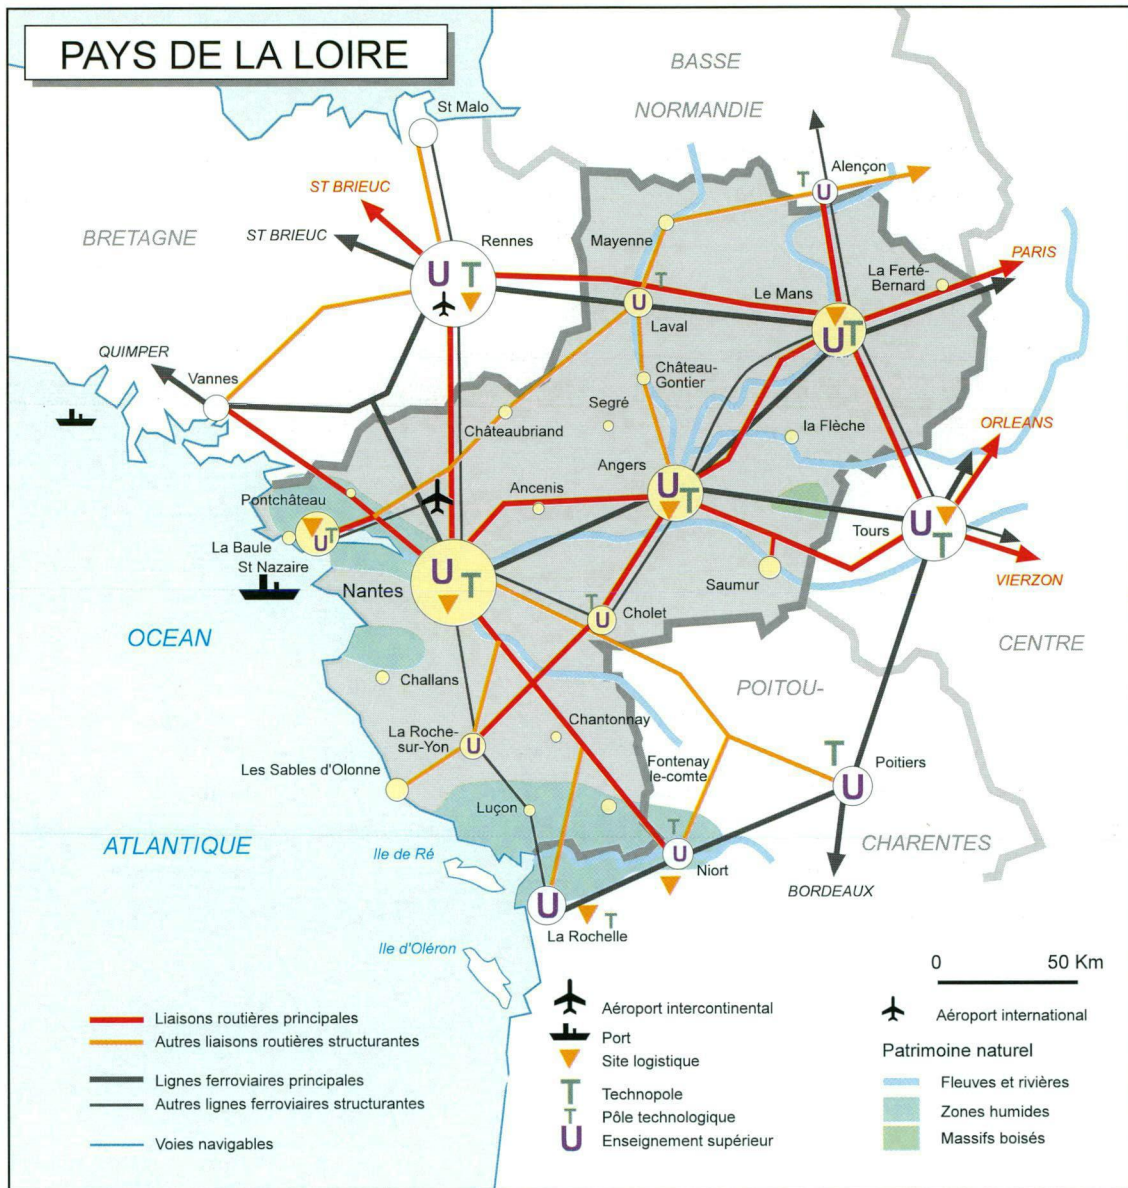 PAYS DE LA LOIRE
BASSE
NORMANDIE
St Malo
Alençon
T
U
ST BRIEUC
BRETAGNE
ST BRIEUC
Rennes
U T
Mayenne
PARIS
La Ferté-
Bernard
Le Mans
T
U
Laval
U T
QUIMPER
Vannes
Château-
Gontier
Segré
Châteaubriand
la Flèche
ORLEANS
Angers
U T
Pontchâteau
Ancenis
Tours
U
T
La Baule
U T
St Nazaire
Nantes
U T
Saumur
VIERZON
T
U
Cholet
OCEAN
CENTRE
POITOU-
Challans
Chantonnay
La Roche-
sur-Yon
U
Fontenay
le-comte
T
U
Poitiers
Les Sables d'Olonne
Luçon
ATLANTIQUE
Ile de Ré
T
U
Niort
CHARENTES
BORDEAUX
U
T
La Rochelle
Ile d'Oléron
0 50 Km
Liaisons routières principales
Autres liaisons routières structurantes
Lignes ferroviaires principales
Autres lignes ferroviaires structurantes
Voies navigables
Aéroport intercontinental
Port
Site logistique
T Technopole
T Pôle technologique
U Enseignement supérieur
Aéroport international
Patrimoine naturel
Fleuves et rivières
Zones humides
Massifs boisés